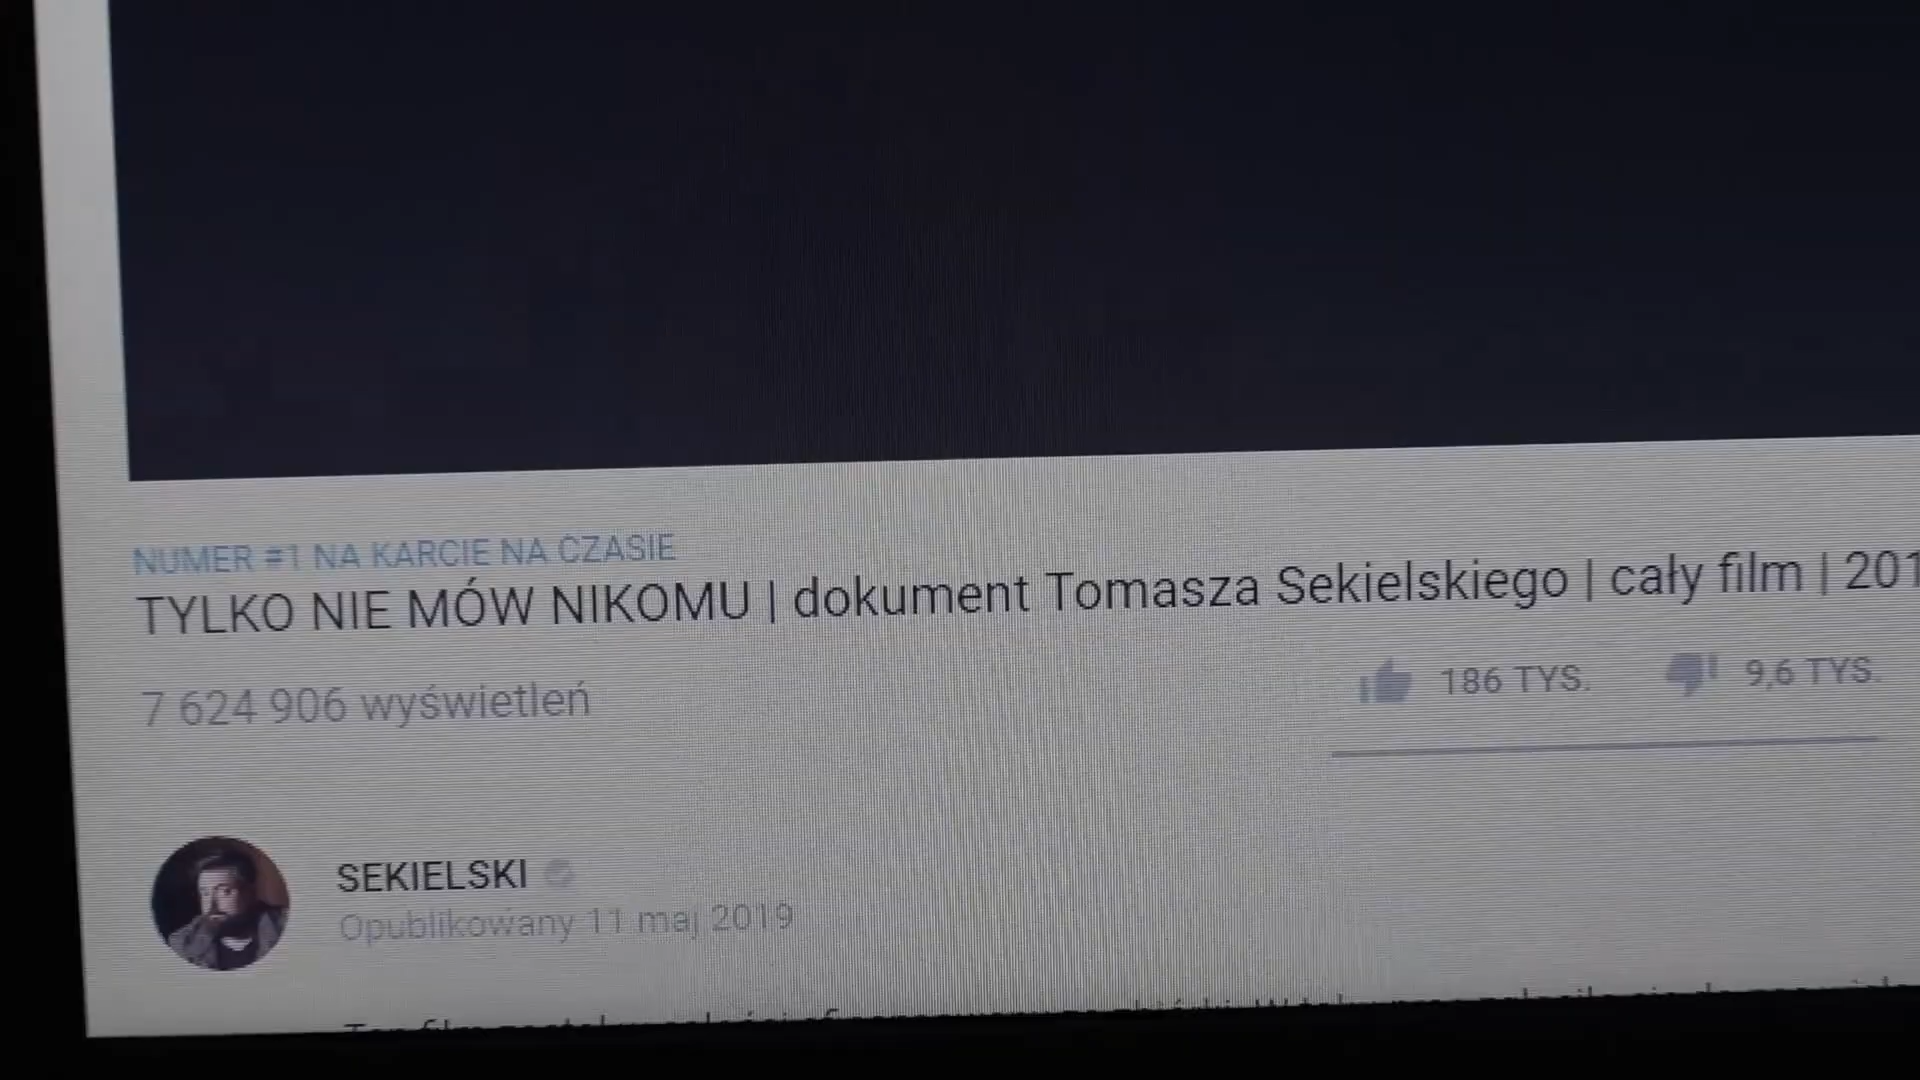 NUMER #1 NA KARCIE NA CZASIE
TYLKO NIE MÓW NIKOMU | dokument Tomasza Sekielskiego | cały film | 201
7 624 906 wyświetleń
186 TYS.
9,6 TYS.
SEKIELSKI
Opublikowany 11 maj 2019